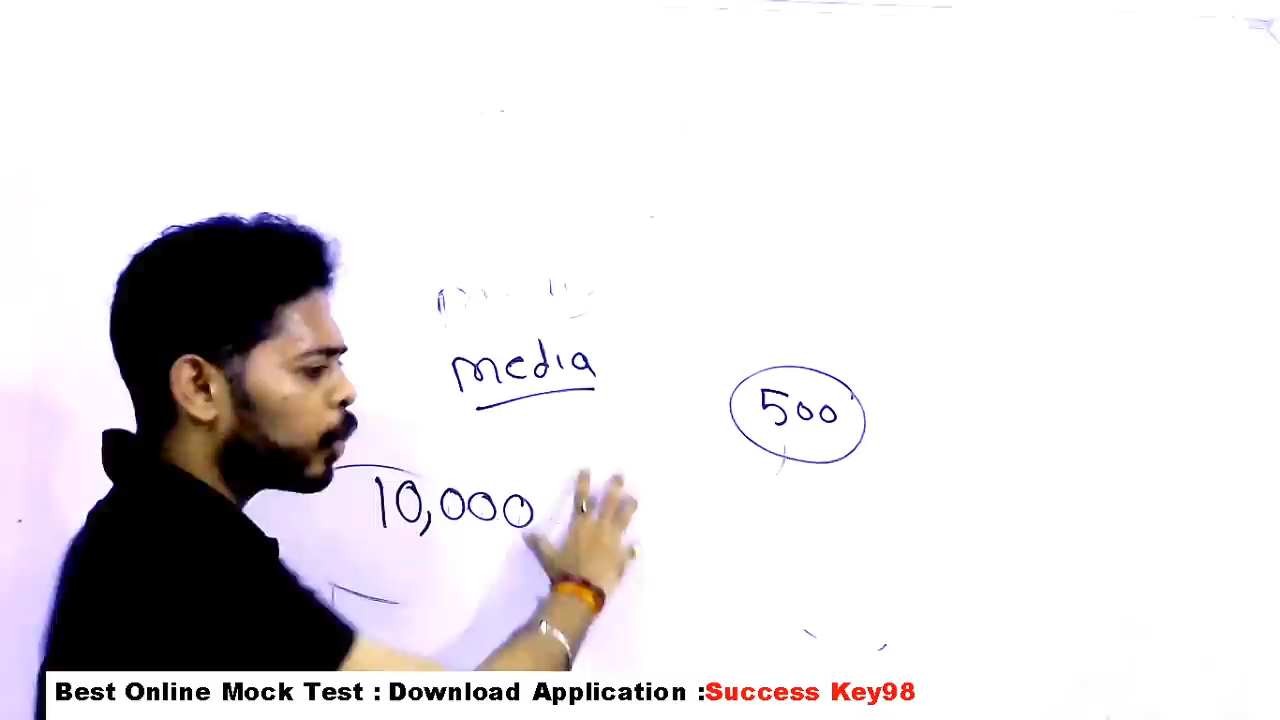 media
500
10,000
Best Online Mock Test : Download Application :Success Key98